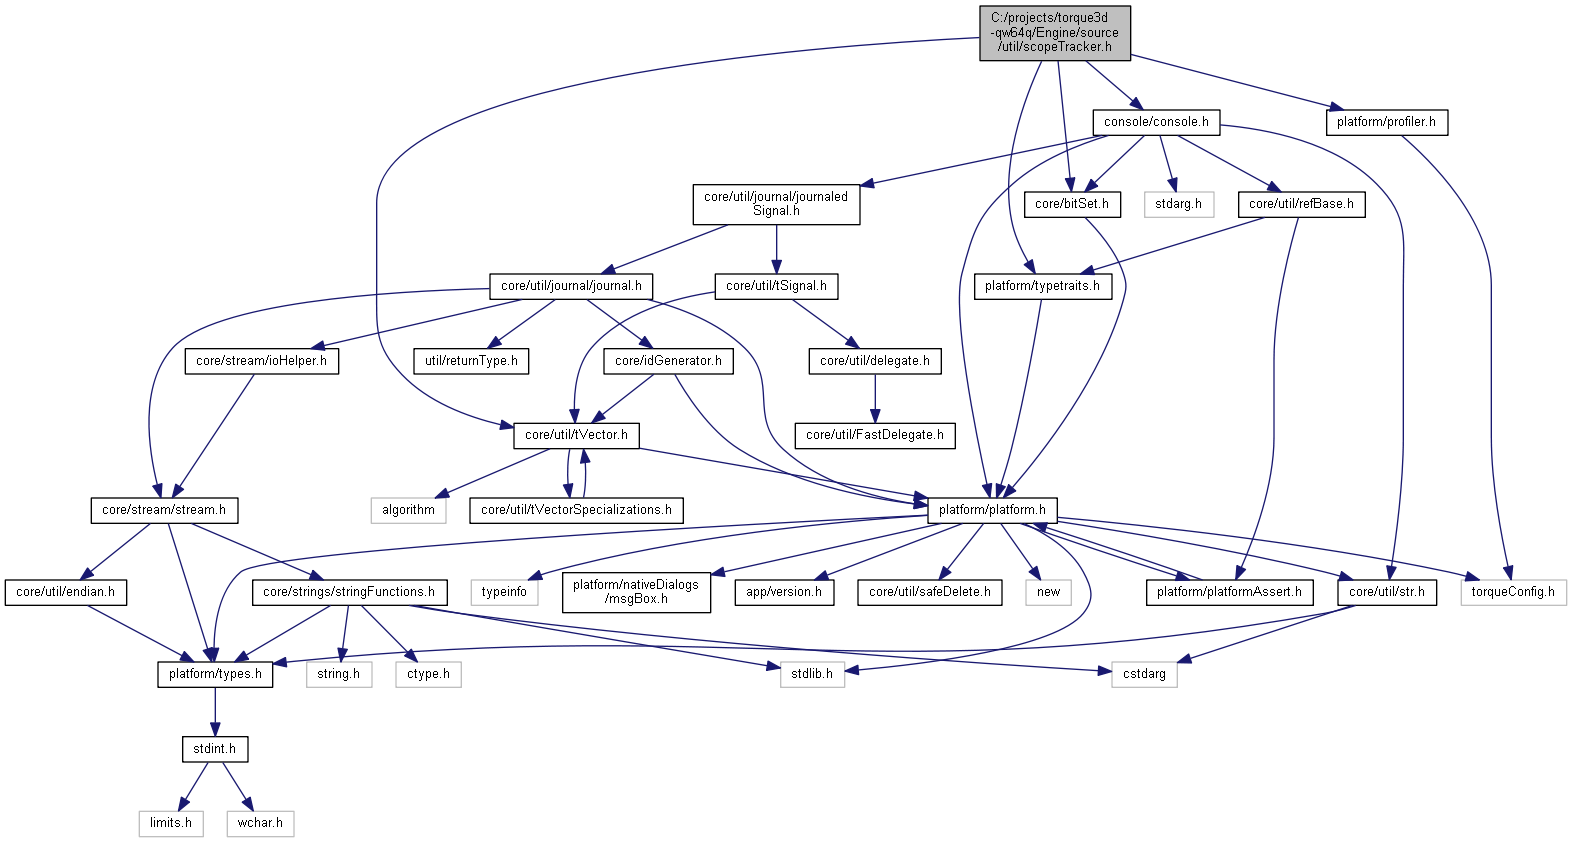 C:/projects/torque3d
-qw64q/Engine/source
/util/scopeTracker.h
console/console.h
platform/profiler.h
core/util/journal/journaled
Signal.h
core/bitSet.h
stdarg.h
core/util/refBase.h
core/util/journal/journal.h
core/util/tSignal.h
platform/typetraits.h
core/stream/ioHelper.h
util/returnType.h
core/idGenerator.h
core/util/delegate.h
core/util/tVector.h
core/util/FastDelegate.h
core/stream/stream.h
algorithm
core/util/tVectorSpecializations.h
platform/platform.h
core/util/endian.h
core/strings/stringFunctions.h
typeinfo
platform/nativeDialogs
/msgBox.h
app/version.h
core/util/safeDelete.h
new
platform/platformAssert.h
core/util/str.h
torqueConfig.h
platform/types.h
string.h
ctype.h
stdlib.h
cstdarg
stdint.h
limits.h
wchar.h